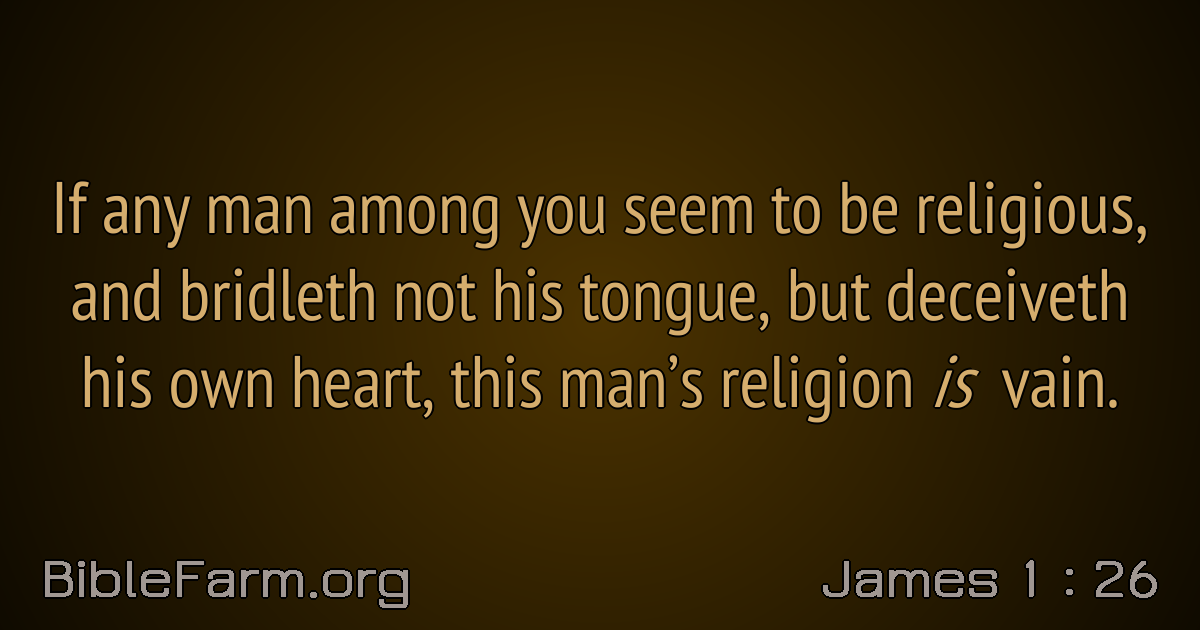 If any man among you seem to be religious,
and bridleth not his tongue, but deceiveth
his own heart, this man’s religion is vain.
BibleFarm.org
James 1 : 26